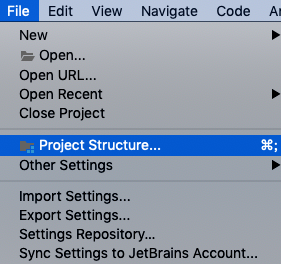 File Edit View Navigate Code
New
Open...
Open URL...
Open Recent
Close Project
Project Structure... ⌘;
Other Settings
Import Settings...
Export Settings...
Settings Repository...
Sync Settings to JetBrains Account...